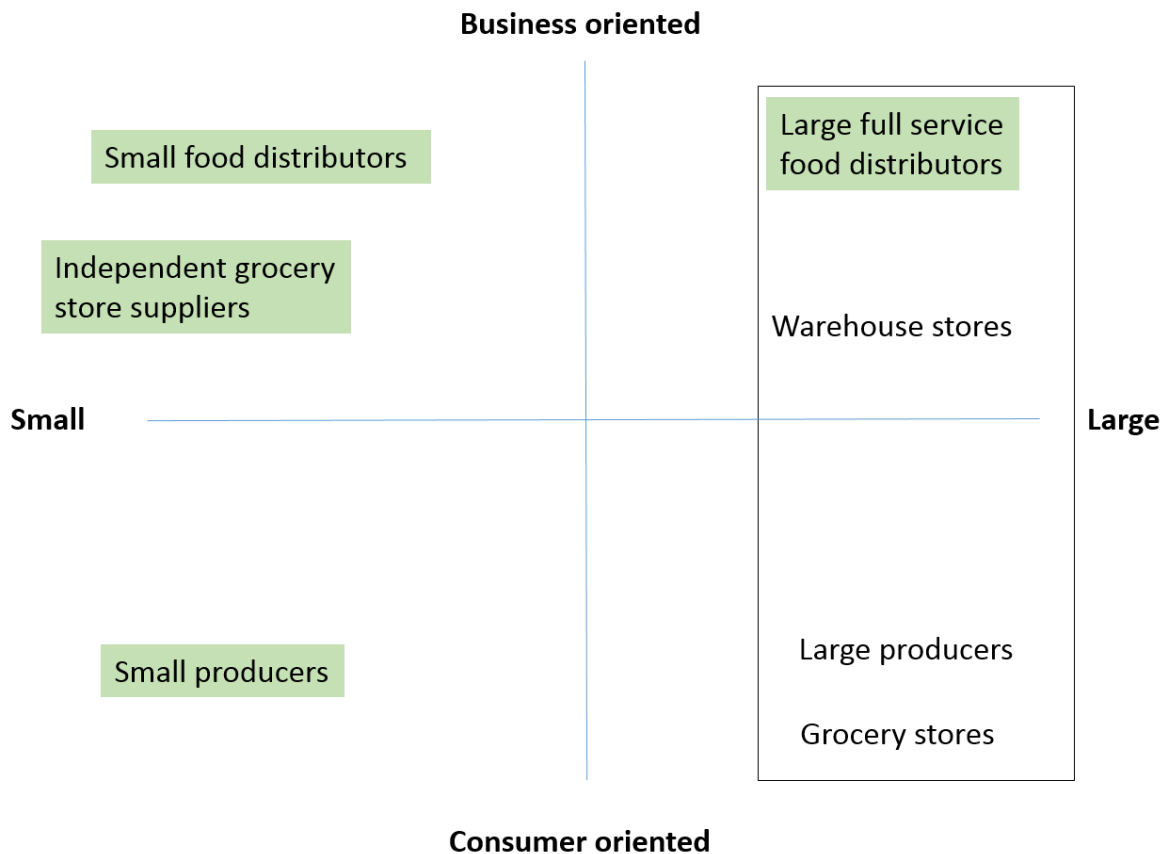 Business oriented
Small food distributors
Large full service
food distributors
Independent grocery
store suppliers
Warehouse stores
Small
Large
Large producers
Small producers
Grocery stores
Consumer oriented